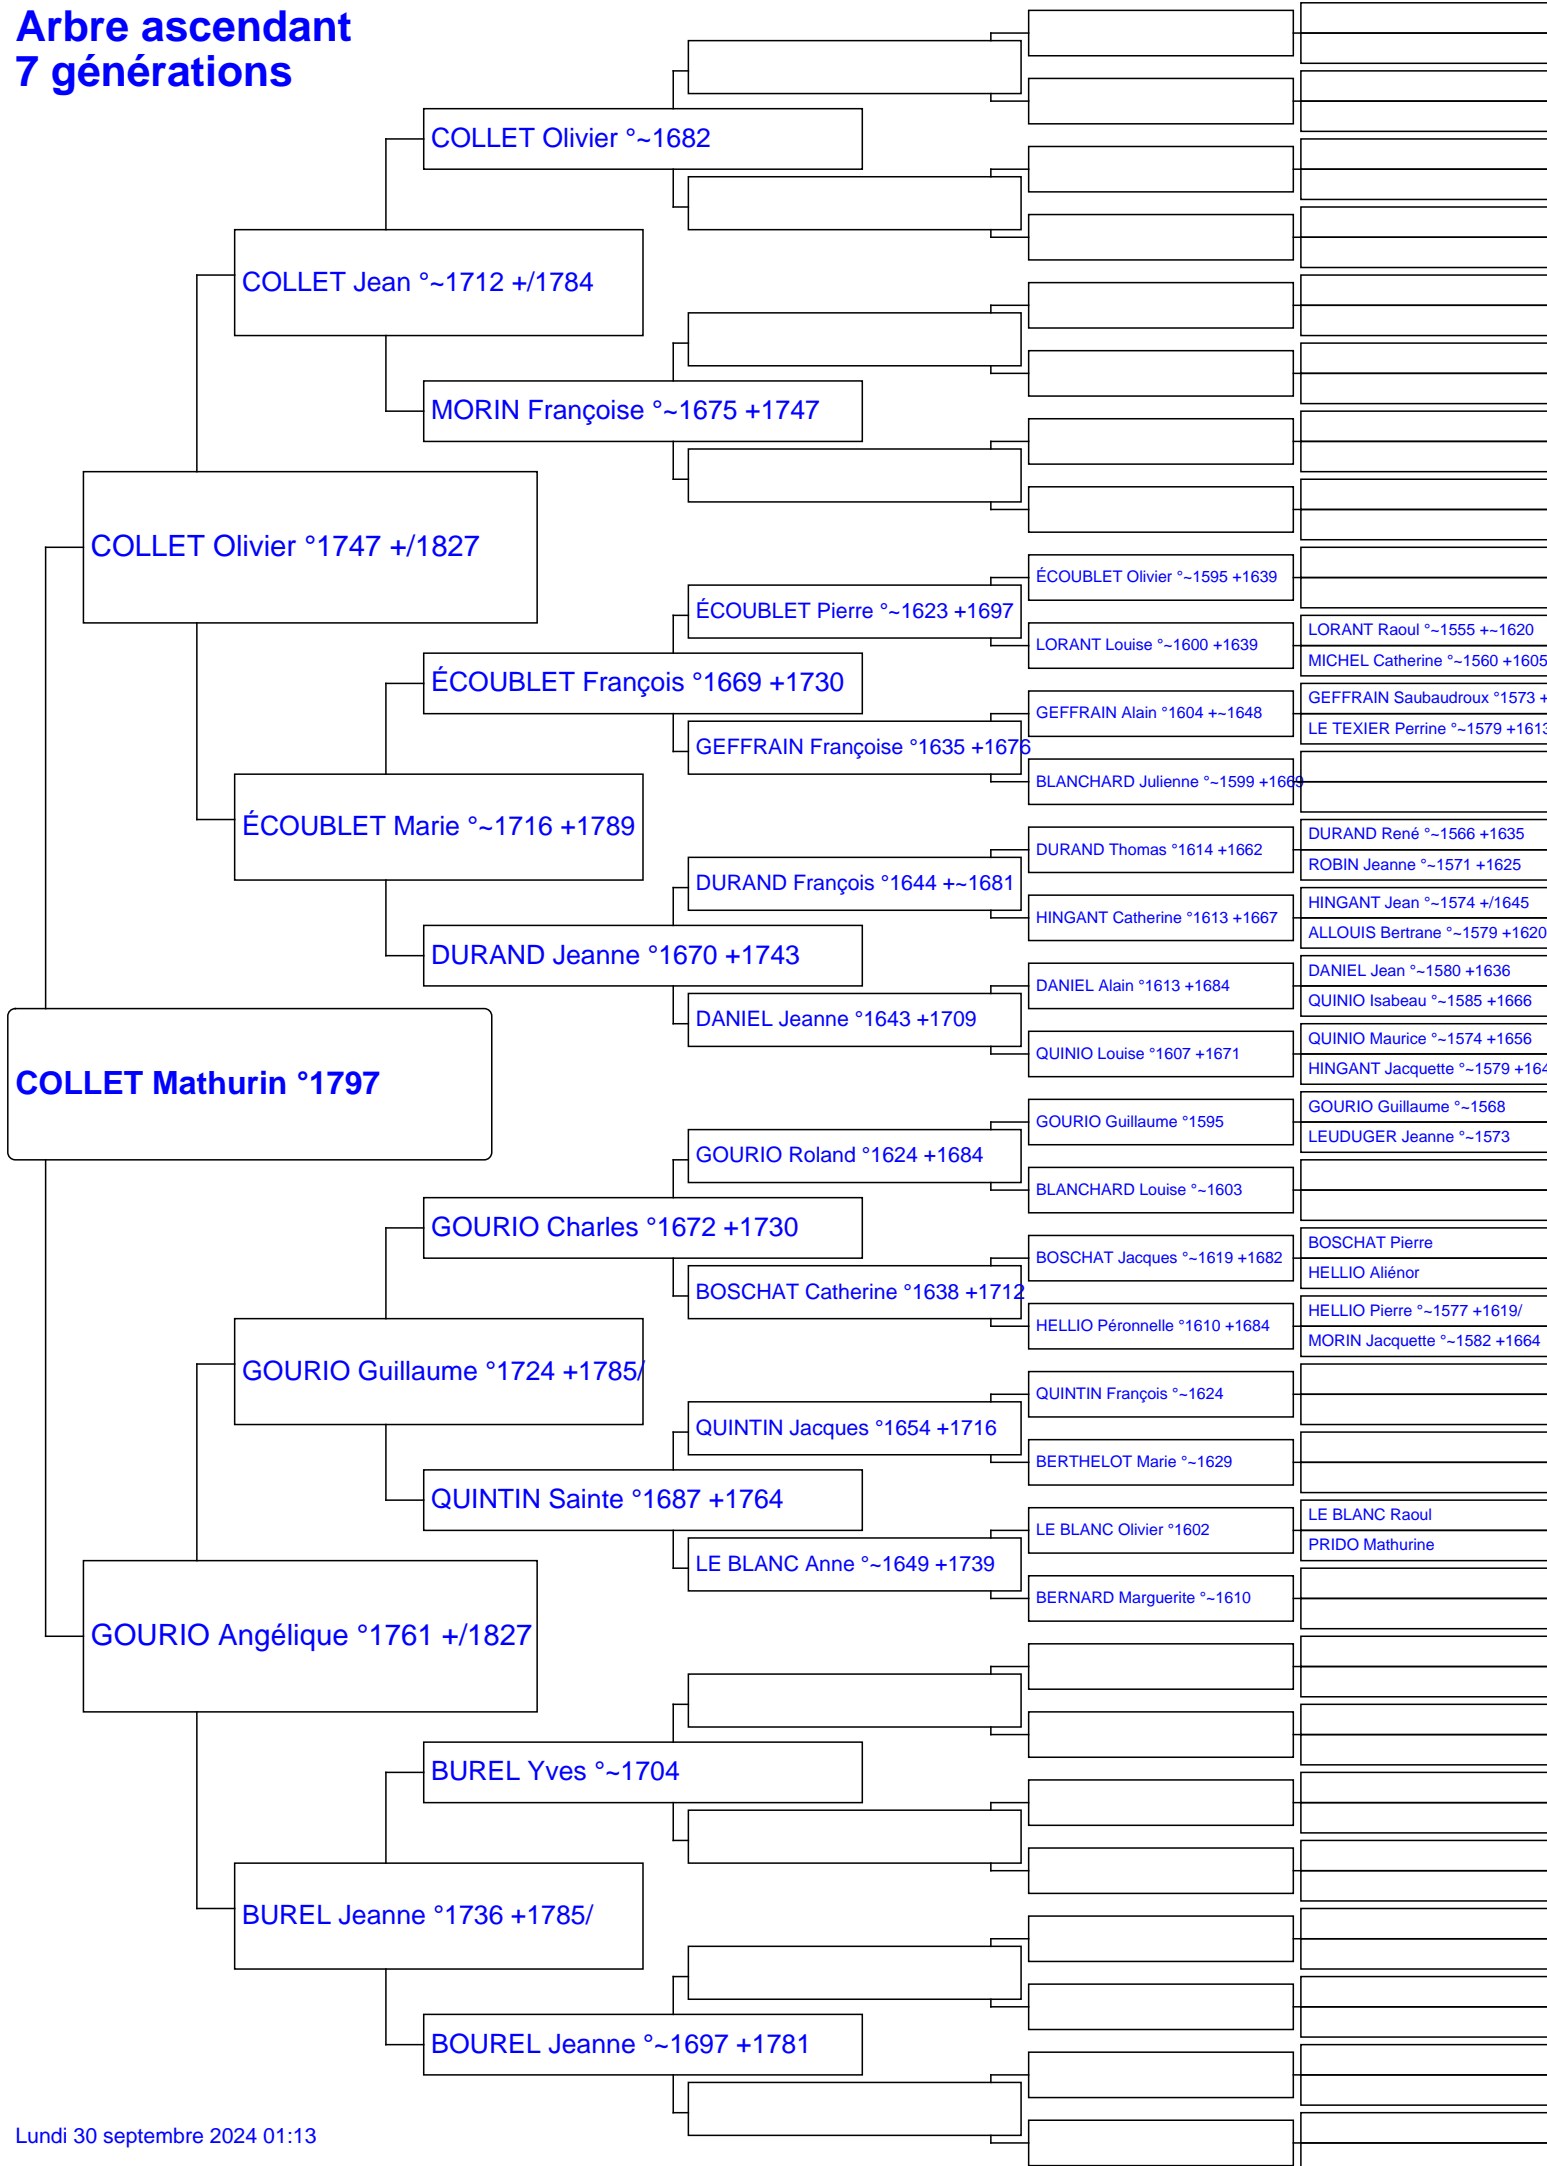 Arbre ascendant
7 générations
COLLET Mathurin °1797
COLLET Olivier °1747 +/1827
GOURIO Angélique °1761 +/1827
COLLET Jean °~1712 +/1784
ÉCOUBLET Marie °~1716 +1789
GOURIO Guillaume °1724 +1785/
BUREL Jeanne °1736 +1785/
COLLET Olivier °~1682
MORIN Françoise °~1675 +1747
ÉCOUBLET François °1669 +1730
DURAND Jeanne °1670 +1743
GOURIO Charles °1672 +1730
QUINTIN Sainte °1687 +1764
BUREL Yves °~1704
BOUREL Jeanne °~1697 +1781
ÉCOUBLET Pierre °~1623 +1697
GEFFRAIN Françoise °1635 +1676
DURAND François °1644 +~1681
DANIEL Jeanne °1643 +1709
GOURIO Roland °1624 +1684
BOSCHAT Catherine °1638 +1712
QUINTIN Jacques °1654 +1716
LE BLANC Anne °~1649 +1739
ÉCOUBLET Olivier °~1595 +1639
LORANT Louise °~1600 +1639
GEFFRAIN Alain °1604 +~1648
BLANCHARD Julienne °~1599 +1669
DURAND Thomas °1614 +1662
HINGANT Catherine °1613 +1667
DANIEL Alain °1613 +1684
QUINIO Louise °1607 +1671
GOURIO Guillaume °1595
BLANCHARD Louise °~1603
BOSCHAT Jacques °~1619 +1682
HELLIO Péronnelle °1610 +1684
QUINTIN François °~1624
BERTHELOT Marie °~1629
LE BLANC Olivier °1602
BERNARD Marguerite °~1610
LORANT Raoul °~1555 +~1620
MICHEL Catherine °~1560 +1605
GEFFRAIN Saubaudroux °1573 +
LE TEXIER Perrine °~1579 +1613
DURAND René °~1566 +1635
ROBIN Jeanne °~1571 +1625
HINGANT Jean °~1574 +/1645
ALLOUIS Bertrane °~1579 +1620
DANIEL Jean °~1580 +1636
QUINIO Isabeau °~1585 +1666
QUINIO Maurice °~1574 +1656
HINGANT Jacquette °~1579 +164
GOURIO Guillaume °~1568
LEUDUGER Jeanne °~1573
BOSCHAT Pierre
HELLIO Aliénor
HELLIO Pierre °~1577 +1619/
MORIN Jacquette °~1582 +1664
LE BLANC Raoul
PRIDO Mathurine
Lundi 30 septembre 2024 01:13